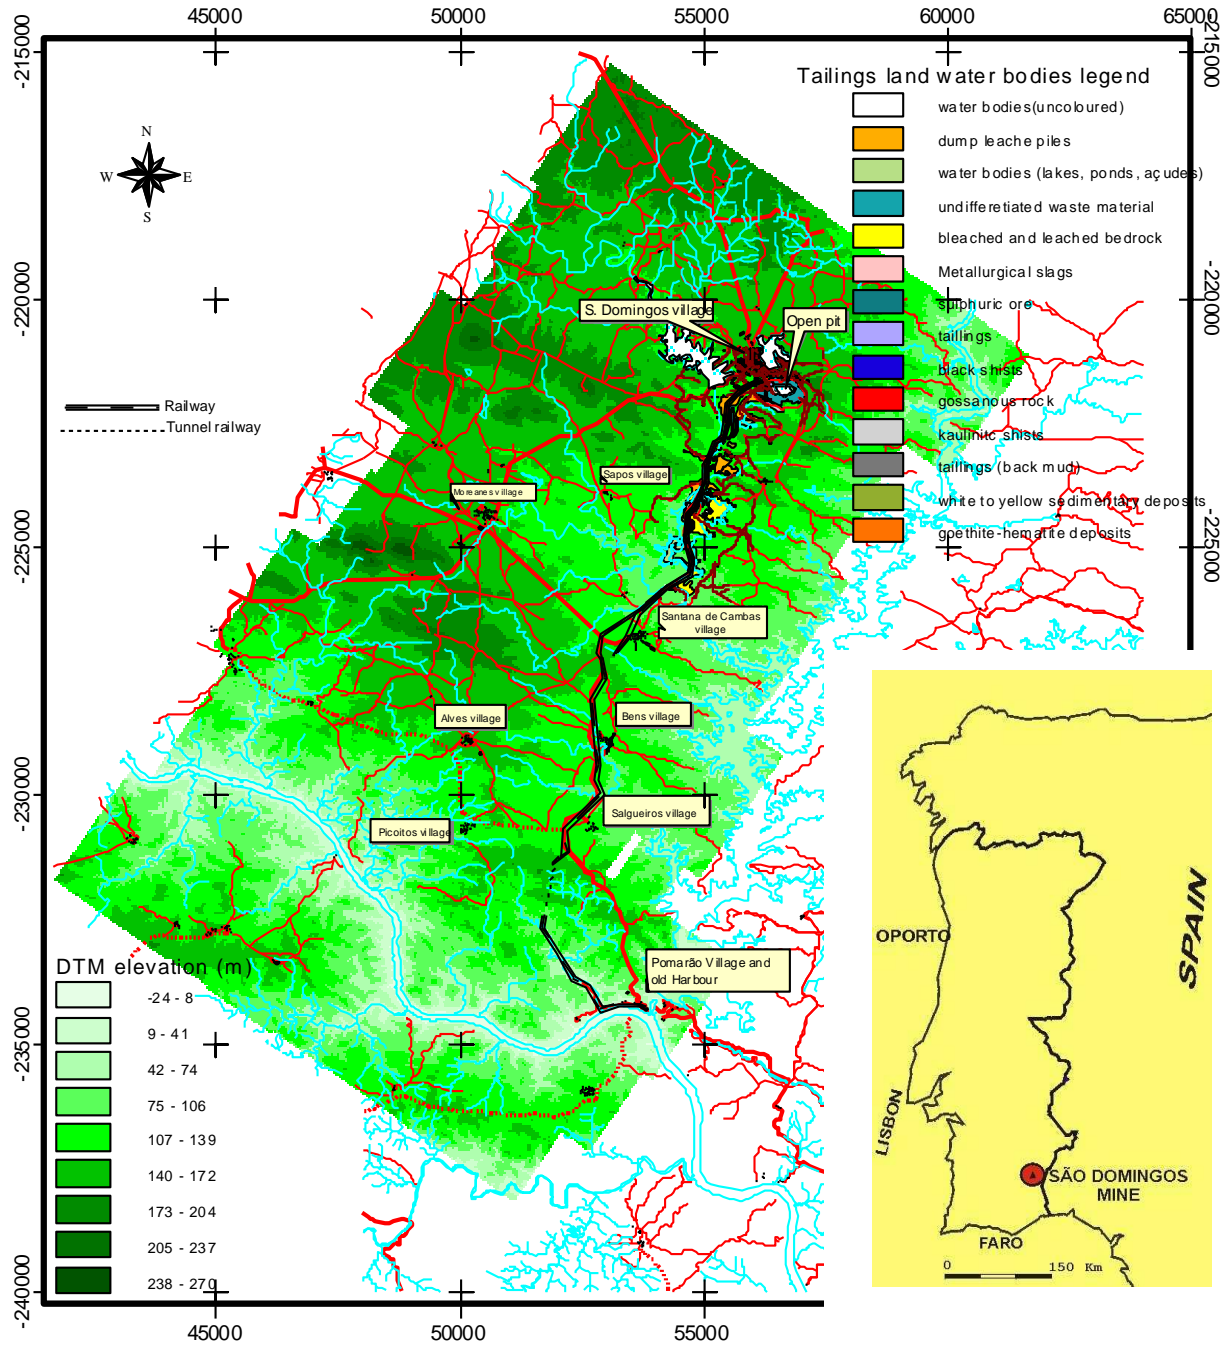 45000
50000
55000
60000
65000
-215000
-215000
Tailings land water bodies legend
water bodies(uncoloured)
dump leache piles
water bodies (lakes, ponds, açudes)
undifferetiated waste material
bleached and leached bedrock
Metallurgical slags
sulphuric ore
taillings
black shists
gossanous rock
kaulnitc shists
tailings (back mud)
white to yellow sedimentary deposits
goethite-hematite deposits
N
W
E
S
-220000
-220000
S. Domingos village
Open pit
Railway
Tunnel railway
Sapos village
Moreanes village
-225000
-225000
Santana de Cambas
village
Alves village
Bens village
-230000
Salgueiros village
Picoitos village
Pomarão Village and
old Harbour
DTM elevation (m)
-24 - 8
9 - 41
42 - 74
75 - 106
107 - 139
140 - 172
173 - 204
205 - 237
238 - 270
-235000
-240000
45000
50000
55000
SPAIN
OPORTO
LISBON
SÃO DOMINGOS
MINE
FARO
0
150 Km